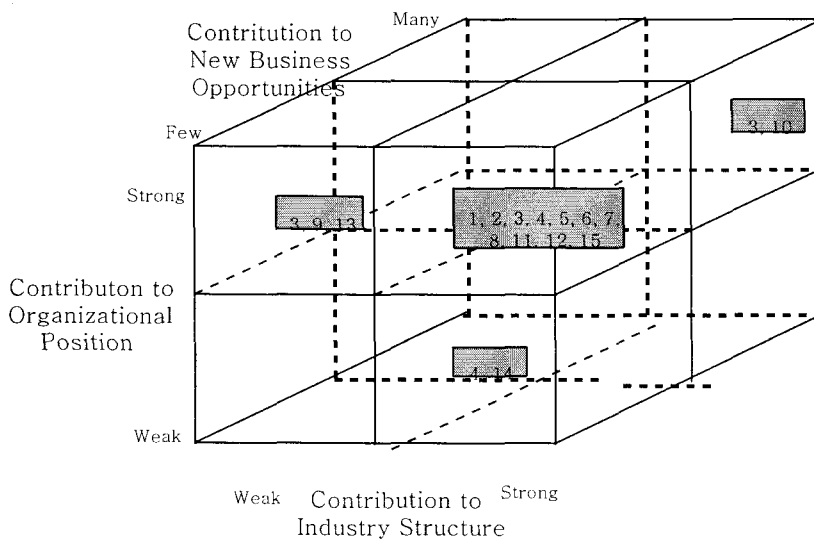 Many
Contritution to
New Business
Opportunities
Few
3, 10
Strong
3, 9, 13
1, 2, 3, 4, 5, 6, 7,
8, 11, 12, 15
Contributon to
Organizational
Position
4, 14
Weak
Weak
Contribution to
Industry Structure
Strong